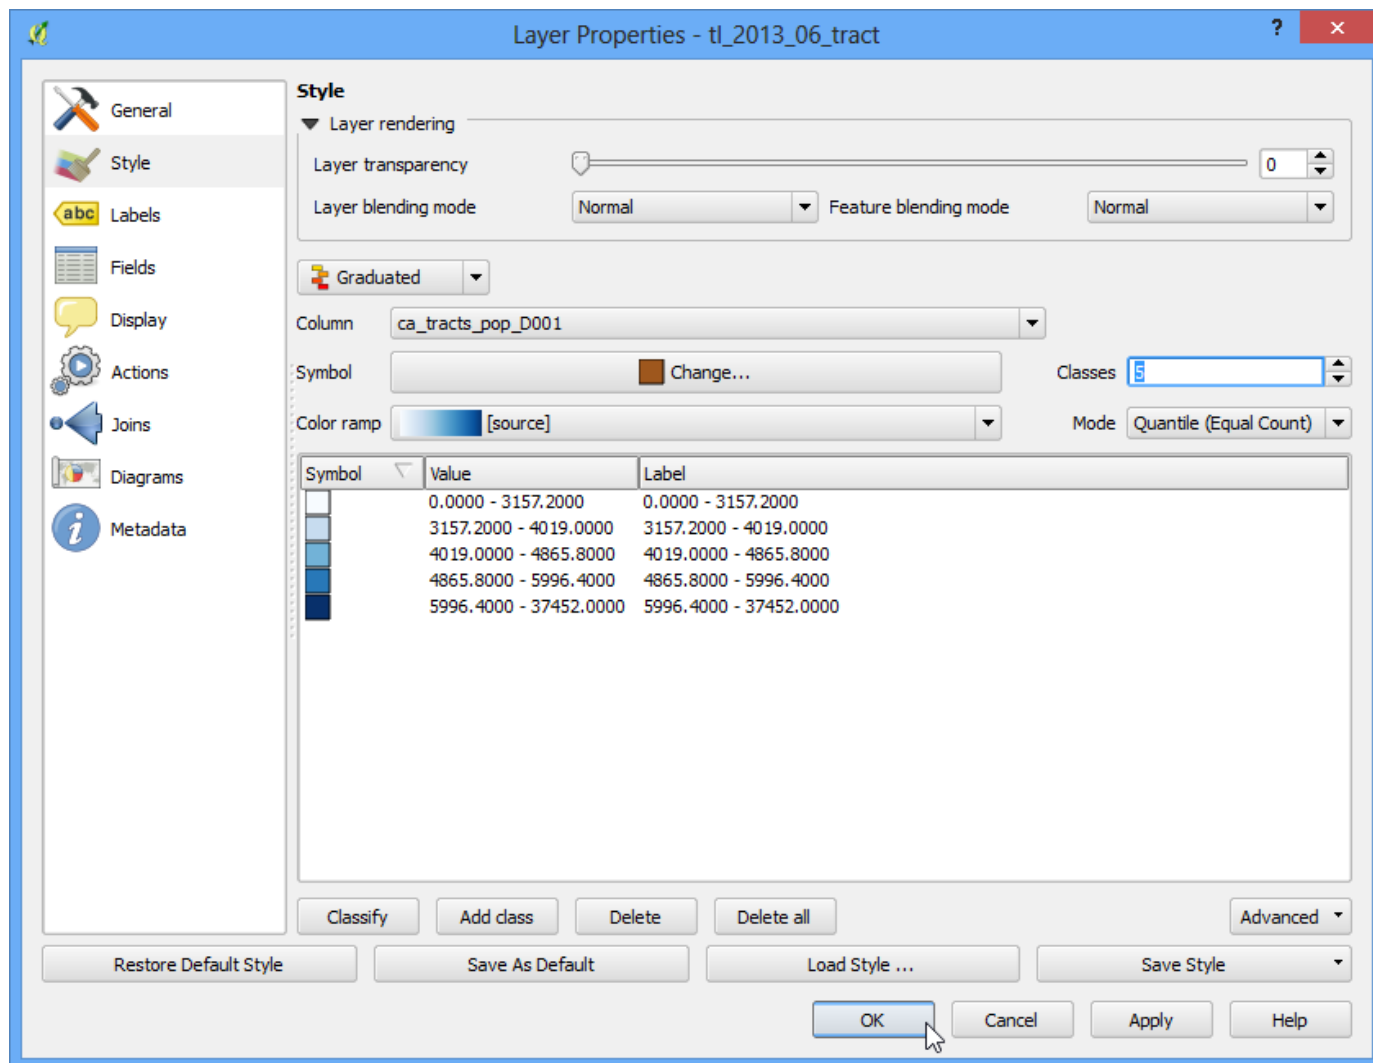 Layer Properties - tl_2013_06_tract
?
General
Style
abc Labels
Fields
Display
Actions
Joins
Diagrams
i Metadata
Style
Layer rendering
Layer transparency 0
Layer blending mode Normal Feature blending mode Normal
Graduated
Column ca_tracts_pop_D001
Symbol Change... Classes 5
Color ramp [source] Mode Quantile (Equal Count)
Symbol Value Label
0.0000 - 3157.2000 0.0000 - 3157.2000
3157.2000 - 4019.0000 3157.2000 - 4019.0000
4019.0000 - 4865.8000 4019.0000 - 4865.8000
4865.8000 - 5996.4000 4865.8000 - 5996.4000
5996.4000 - 37452.0000 5996.4000 - 37452.0000
Classify Add class Delete Delete all Advanced
Restore Default Style Save As Default Load Style ... Save Style
OK Cancel Apply Help